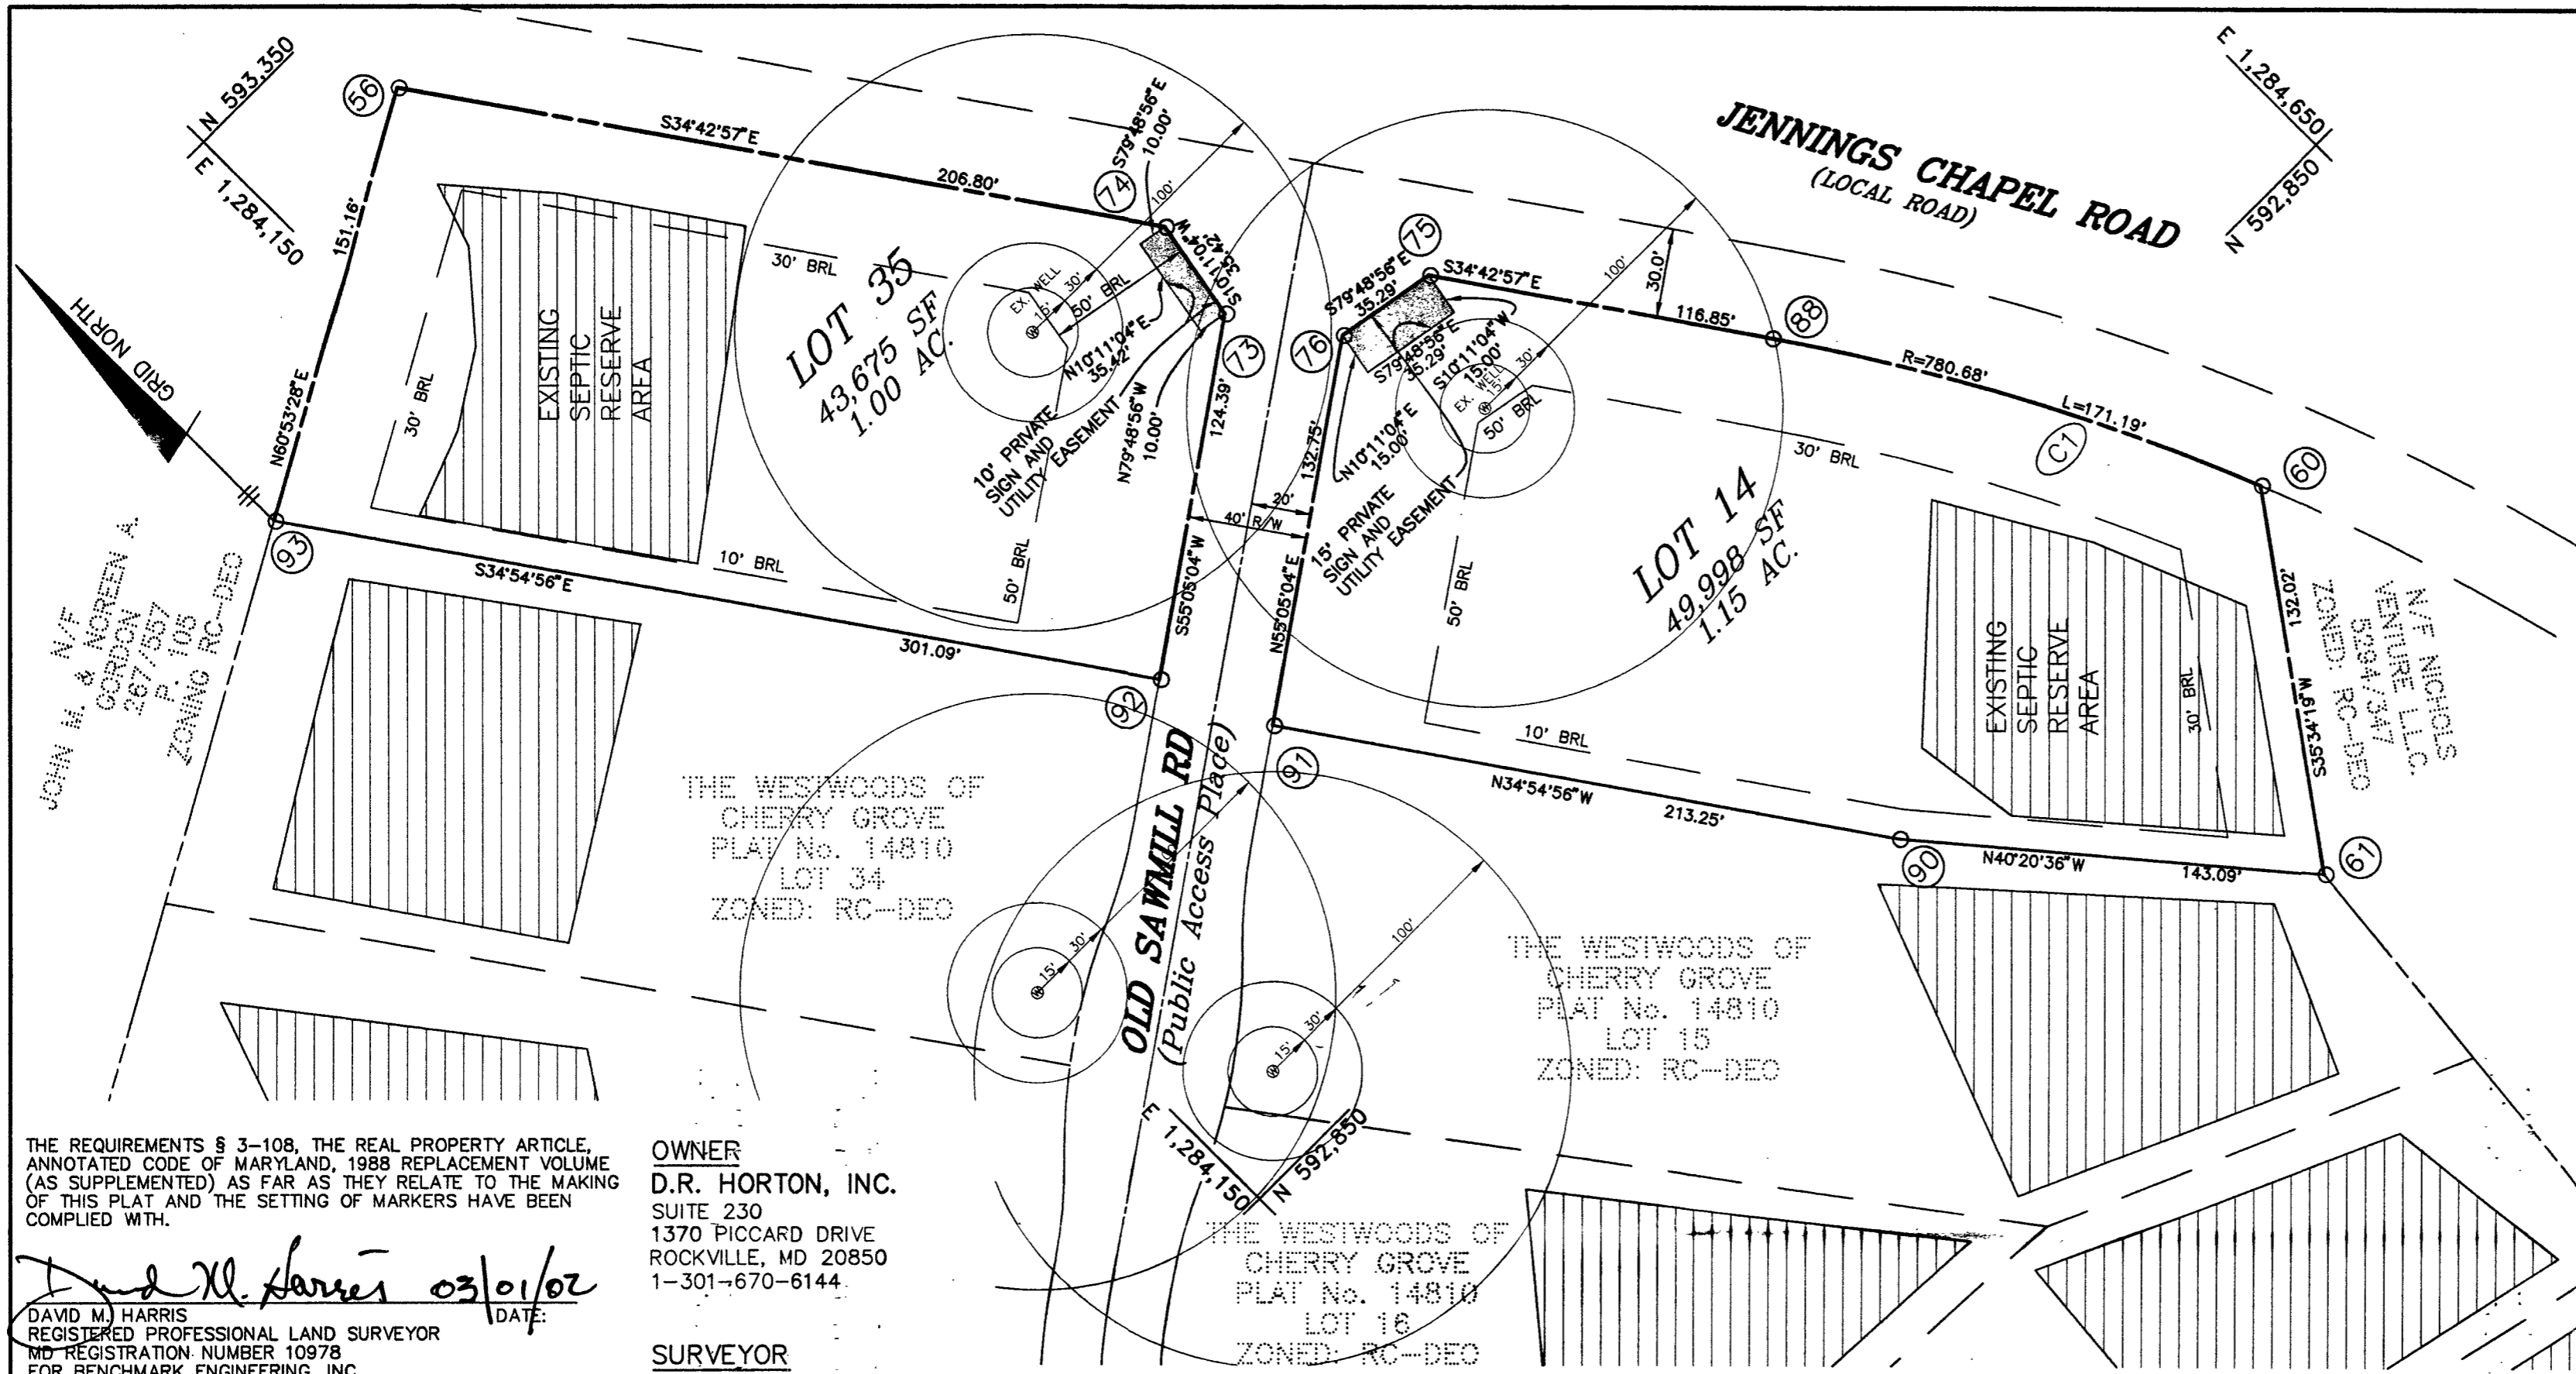 N 593,350
E 1,284,150
56
S34°42'57"E
206.80'
74
S79°48'56"E
10.00'
100'
JENNINGS CHAPEL ROAD
(LOCAL ROAD)
E 1,284,650
N 592,850
GRID NORTH
151.16'
N60°53'28"E
30' BRL
EXISTING
SEPTIC
RESERVE
AREA
30' BRL
LOT 35
43,675 SF
1.00 AC.
EX. WELL
15'
30'
50' BRL
S10°11'04"W
35.42'
N10°11'04"E
35.42'
10' PRIVATE
SIGN AND
UTILITY EASEMENT
N79°48'56"W
10.00'
73
124.39'
S55°05'04"W
50' BRL
10' BRL
93
S34°54'56"E
301.09'
92
75
S79°48'56"E
35.29'
76
S34°42'57"E
116.85'
30.0'
88
R=780.68'
L=171.19'
C1
60
S79°48'56"E
35.29'
S10°11'04"W
15.00'
EX. WELL
15'
30'
100'
50' BRL
N10°11'04"E
15.00'
15' PRIVATE
SIGN AND
UTILITY EASEMENT
132.75'
20'
40' R/W
N55°05'04"E
50' BRL
30' BRL
LOT 14
49,998 SF
1.15 AC.
EXISTING
SEPTIC
RESERVE
AREA
30' BRL
132.02'
S35°34'19"W
N/F NICHOLS
VENTURE LLC.
5294/347
ZONED: RC-DEO
10' BRL
91
N34°54'56"W
213.25'
90
N40°20'36"W
143.09'
61
N/F
JOHN M. & NOREEN A.
GORDON
267/557
P. 105
ZONING RC-DEO
THE WESTWOODS OF
CHERRY GROVE
PLAT No. 14810
LOT 34
ZONED: RC-DEO
OLD SAWMILL RD
(Public Access Place)
15'
30'
15'
30'
100'
THE WESTWOODS OF
CHERRY GROVE
PLAT No. 14810
LOT 15
ZONED: RC-DEO
E 1,284,150
N 592,850
THE WESTWOODS OF
CHERRY GROVE
PLAT No. 14810
LOT 16
ZONED: RC-DEO
THE REQUIREMENTS § 3-108, THE REAL PROPERTY ARTICLE,
ANNOTATED CODE OF MARYLAND, 1988 REPLACEMENT VOLUME
(AS SUPPLEMENTED) AS FAR AS THEY RELATE TO THE MAKING
OF THIS PLAT AND THE SETTING OF MARKERS HAVE BEEN
COMPLIED WITH.
David M. Harris 03/01/02
DAVID M. HARRIS DATE:
REGISTERED PROFESSIONAL LAND SURVEYOR
MD REGISTRATION NUMBER 10978
FOR BENCHMARK ENGINEERING, INC.
OWNER
D.R. HORTON, INC.
SUITE 230
1370 PICCARD DRIVE
ROCKVILLE, MD 20850
1-301-670-6144
SURVEYOR